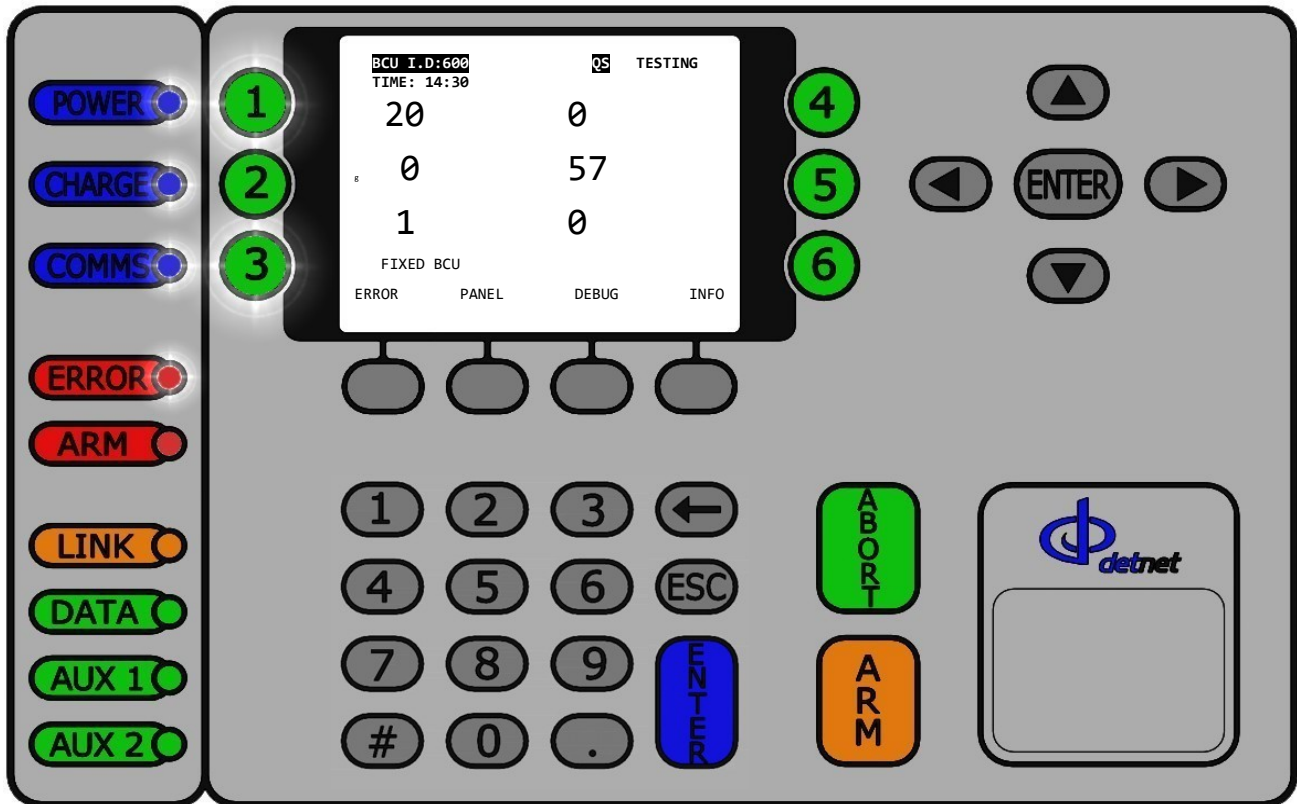 POWER
CHARGE
COMMS
ERROR
ARM
LINK
DATA
AUX 1
AUX 2
1
2
3
BCU I.D:600 QS TESTING
TIME: 14:30
20 0
g 0 57
1 0
FIXED BCU
ERROR PANEL DEBUG INFO
4
5
6
ENTER
1 2 3
4 5 6 ESC
7 8 9
# 0 .
ENTER
ABORT
ARM
detnet